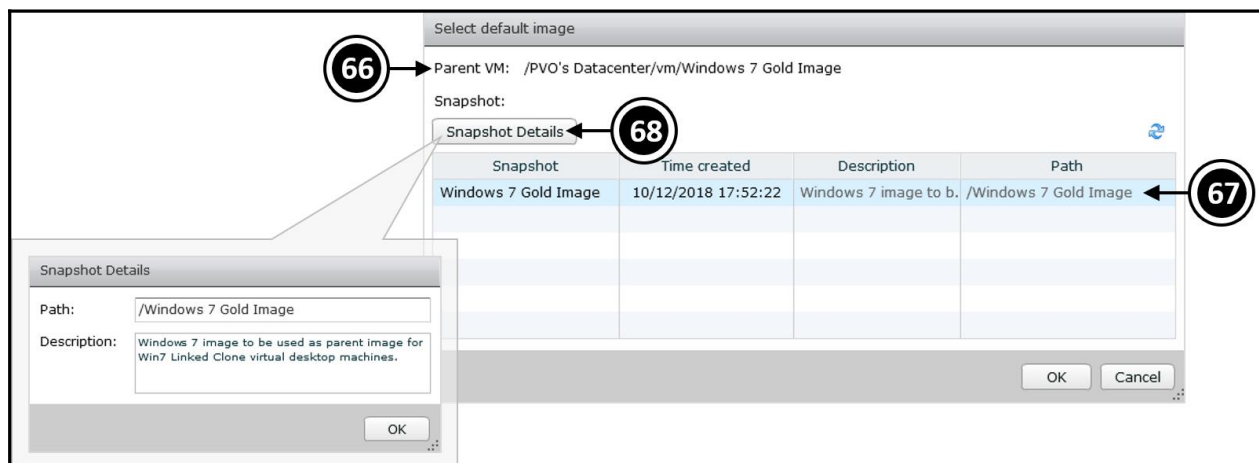 Select default image
66
Parent VM: /PVO's Datacenter/vm/Windows 7 Gold Image
Snapshot:
Snapshot Details
68
Snapshot Time created Description Path
Windows 7 Gold Image 10/12/2018 17:52:22 Windows 7 image to b. /Windows 7 Gold Image
67
Snapshot Details
Path: /Windows 7 Gold Image
Description: Windows 7 image to be used as parent image for
Win7 Linked Clone virtual desktop machines.
OK
OK Cancel